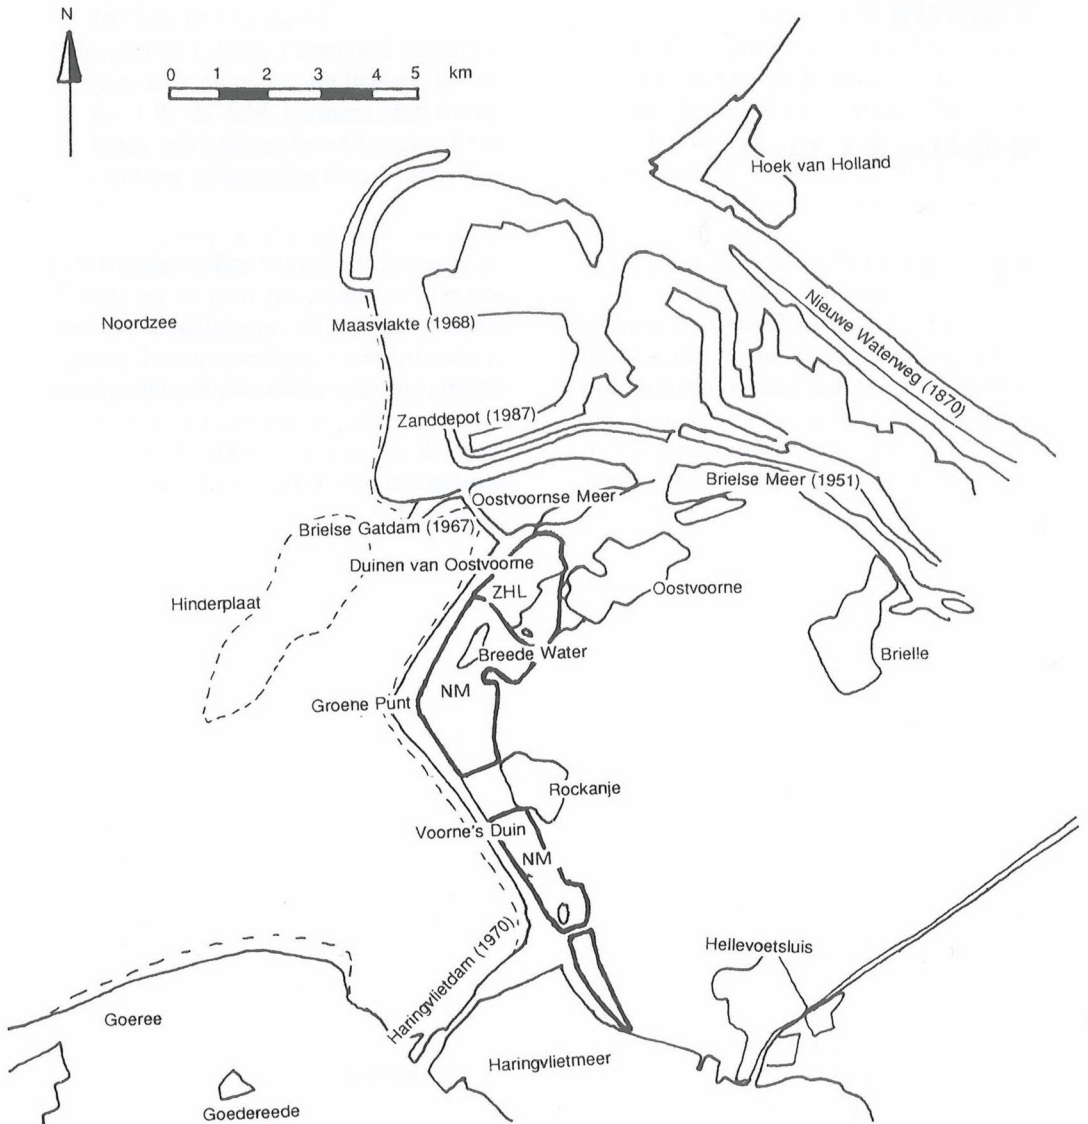 N
0 1 2 3 4 5 km
Hoek van Holland
Noordzee
Maasvlakte (1968)
Nieuwe Waterweg (1870)
Zanddepot (1987)
Oostvoornse Meer
Brielse Meer (1951)
Brielse Gatdam (1967)
Duinen van Oostvoorne
Hinderplaat
ZHL
Oostvoorne
Breede Water
Brielle
NM
Groene Punt
Rockanje
Voorne's Duin
NM
Haringvlietdam (1970)
Hellevoetsluis
Goeree
Haringvlietmeer
Goedereede